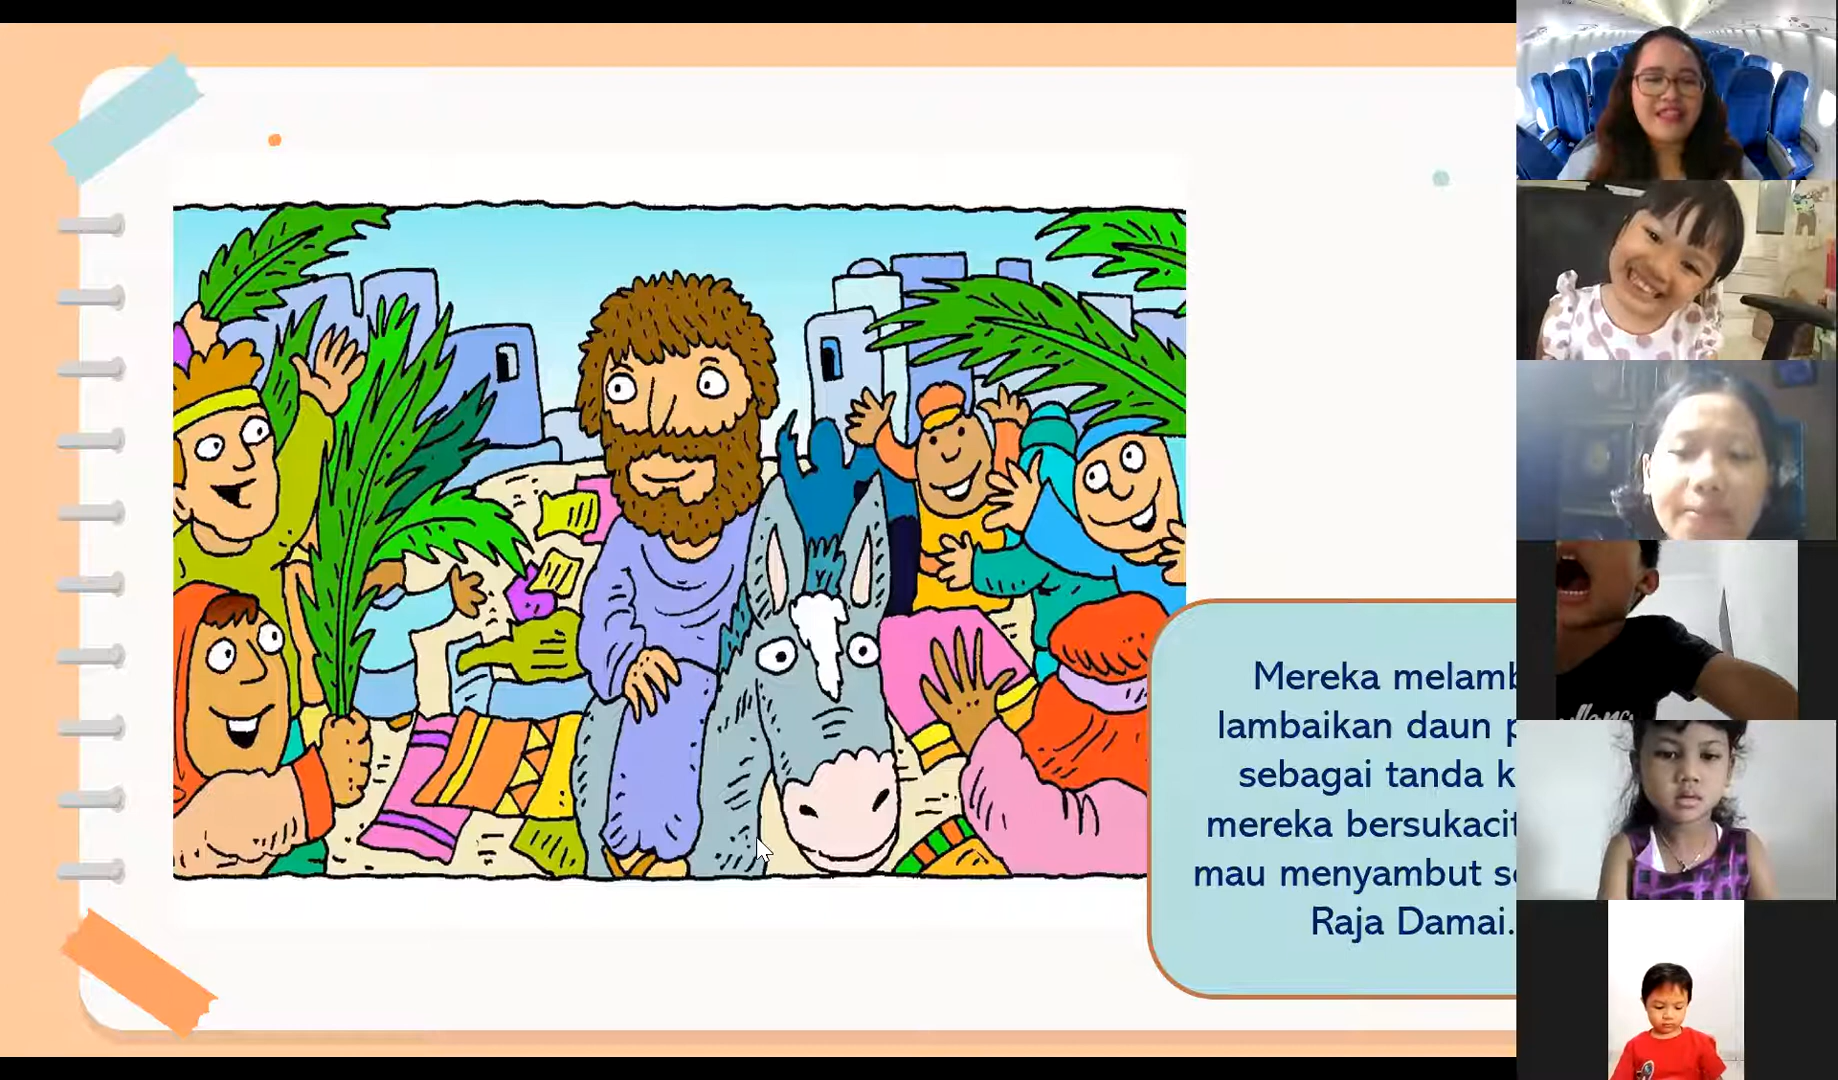 Mereka melamb
lambaikan daun p
sebagai tanda k
mereka bersukacit
mau menyambut s
Raja Damai.